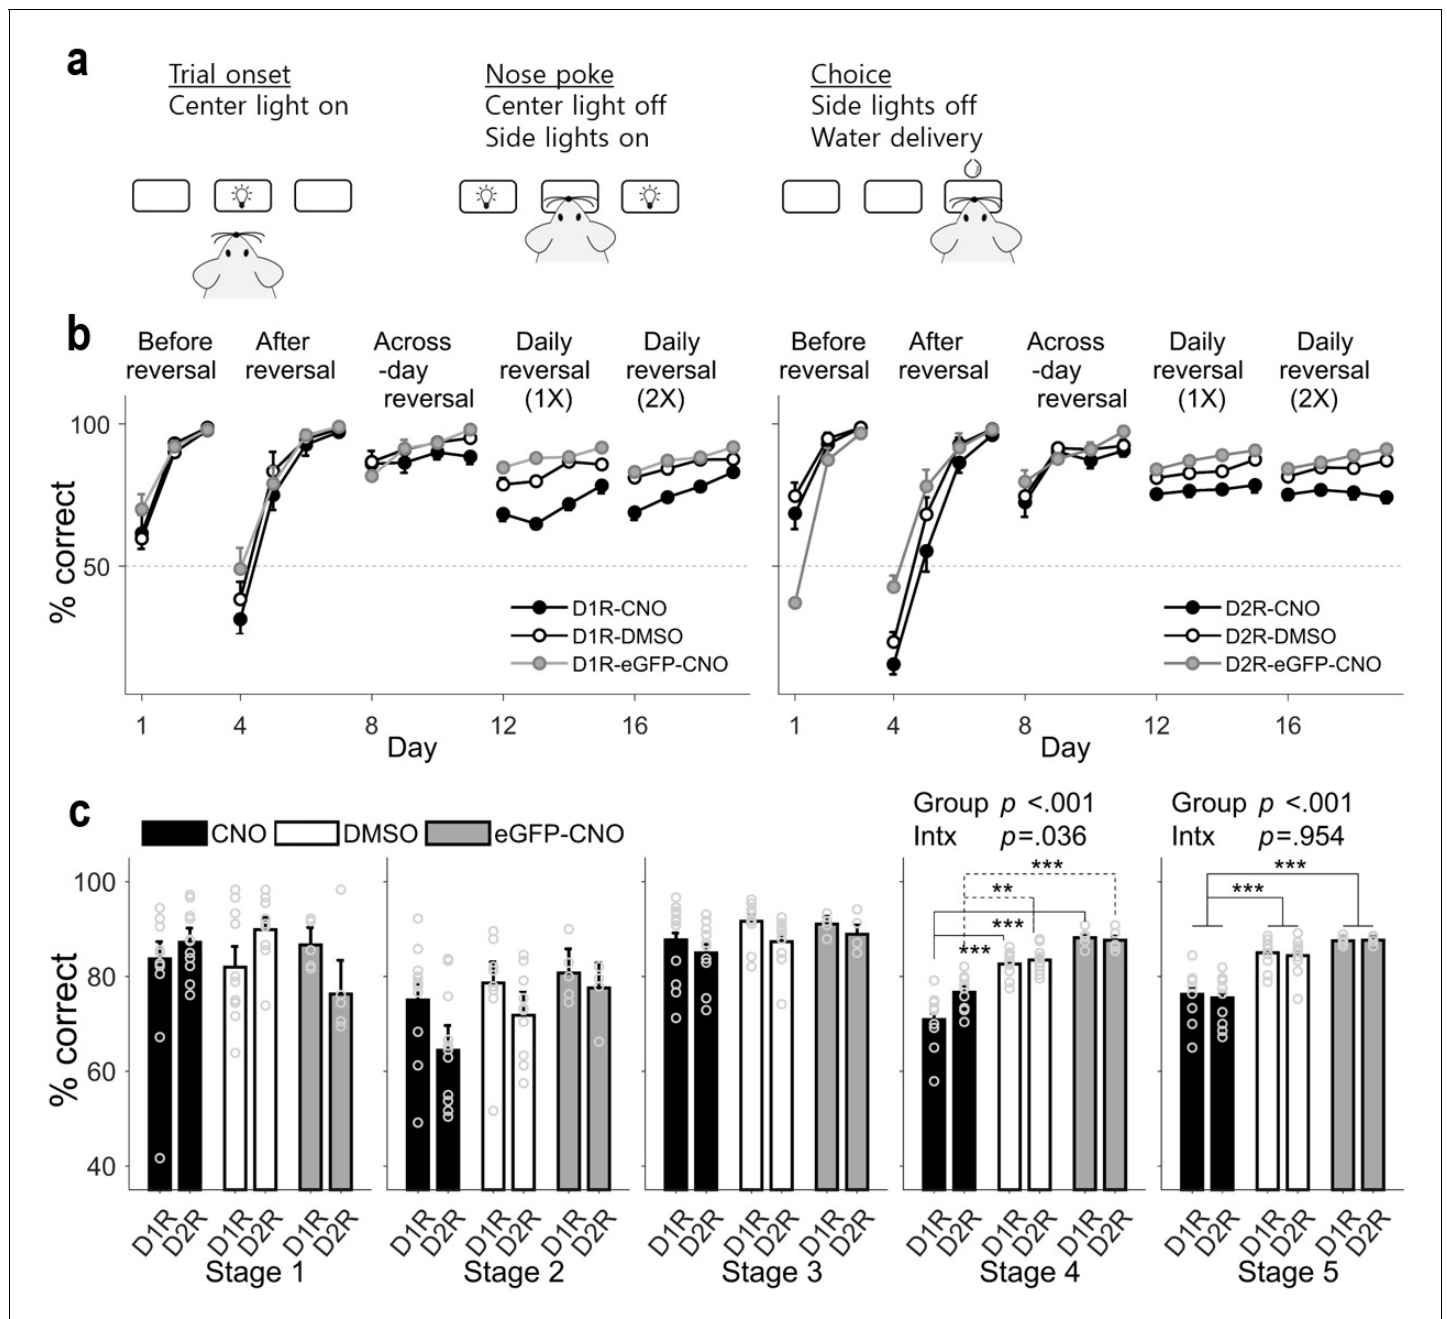 a
Trial onset
Center light on
Nose poke
Center light off
Side lights on
Choice
Side lights off
Water delivery
b
Before
reversal
After
reversal
Across
-day
reversal
Daily
reversal
(1X)
Daily
reversal
(2X)
Before
reversal
After
reversal
Across
-day
reversal
Daily
reversal
(1X)
Daily
reversal
(2X)
% correct
100
50
D1R-CNO
D1R-DMSO
D1R-eGFP-CNO
D2R-CNO
D2R-DMSO
D2R-eGFP-CNO
1 4 8 12 16
Day
1 4 8 12 16
Day
c
CNO DMSO eGFP-CNO
Group p <.001
Intx p=.036
Group p <.001
Intx p=.954
% correct
100
80
60
40
***
**
***
***
***
***
D1R D2R D1R D2R D1R D2R
Stage 1
D1R D2R D1R D2R D1R D2R
Stage 2
D1R D2R D1R D2R D1R D2R
Stage 3
D1R D2R D1R D2R D1R D2R
Stage 4
D1R D2R D1R D2R D1R D2R
Stage 5